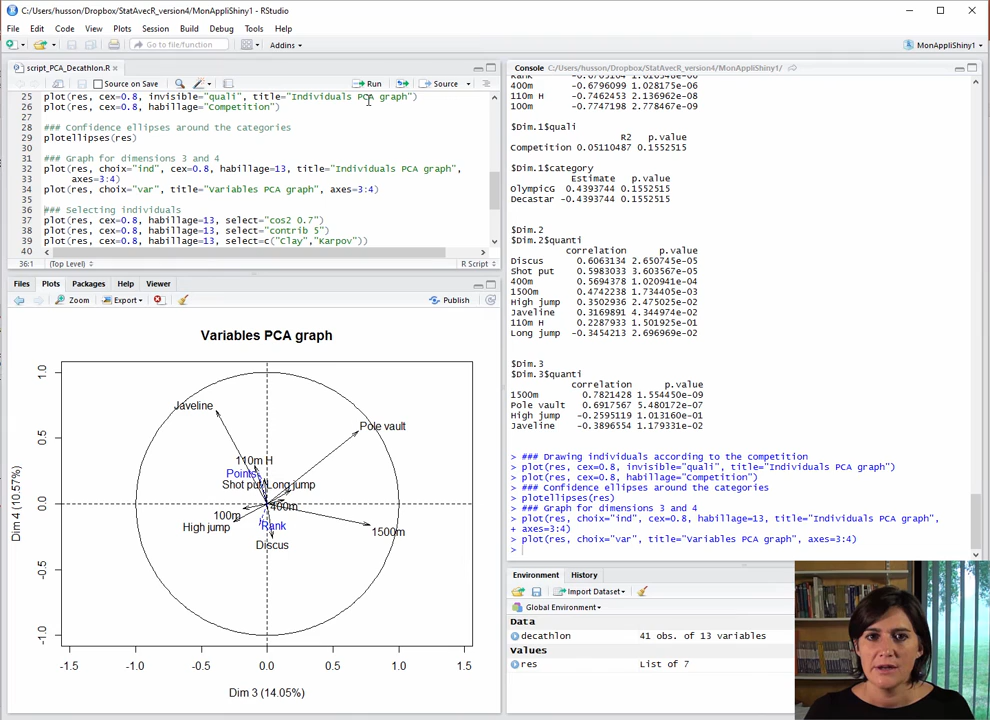 C:/Users/husson/Dropbox/StatAvecR_version4/MonAppliShiny1 - RStudio
File Edit Code View Plots Session Build Debug Tools Help
Go to file/function Addins MonAppliShiny1
script_PCA_Decathlon.R
Source on Save Run Source
25 plot(res, cex=0.8, invisible="quali", title="Individuals PCA graph")
26 plot(res, cex=0.8, habillage="Competition")
27
28 ### Confidence ellipses around the categories
29 plotellipses(res)
30
31 ### Graph for dimensions 3 and 4
32 plot(res, choix="ind", cex=0.8, habillage=13, title="Individuals PCA graph",
33 axes=3:4)
34 plot(res, choix="var", title="Variables PCA graph", axes=3:4)
35
36 ### Selecting individuals
37 plot(res, cex=0.8, habillage=13, select="cos2 0.7")
38 plot(res, cex=0.8, habillage=13, select="contrib 5")
39 plot(res, cex=0.8, habillage=13, select=c("Clay","Karpov"))
40
36:1 (Top Level) R Script
Files Plots Packages Help Viewer
Zoom Export Publish
Variables PCA graph
1.0
0.5
0.0
-0.5
-1.0
Dim 4 (10.57%)
Javeline
Pole vault
110m H
Points
Shot put
Long jump
400m
100m
High jump
Rank
Discus
1500m
-1.5 -1.0 -0.5 0.0 0.5 1.0 1.5
Dim 3 (14.05%)
Console C:/Users/husson/Dropbox/StatAvecR_version4/MonAppliShiny1/
400m -0.6796099 1.028175e-06
110m H -0.7462453 2.136968e-08
100m -0.7747198 2.778467e-09
$Dim.1$quali
R2 p.value
Competition 0.05110487 0.1552515
$Dim.1$category
Estimate p.value
OlympicG 0.4393744 0.1552515
Decastar -0.4393744 0.1552515
$Dim.2
$Dim.2$quanti
correlation p.value
Discus 0.6063134 2.650745e-05
Shot put 0.5983033 3.603567e-05
400m 0.5694378 1.020941e-04
1500m 0.4742238 1.734405e-03
High jump 0.3502936 2.475025e-02
Javeline 0.3169891 4.344974e-02
110m H 0.2287933 1.501925e-01
Long jump -0.3454213 2.696969e-02
$Dim.3
$Dim.3$quanti
correlation p.value
1500m 0.7821428 1.554450e-09
Pole vault 0.6917567 5.480172e-07
High jump -0.2595119 1.013160e-01
Javeline -0.3896554 1.179331e-02
> ### Drawing individuals according to the competition
> plot(res, cex=0.8, invisible="quali", title="Individuals PCA graph")
> plot(res, cex=0.8, habillage="Competition")
> ### Confidence ellipses around the categories
> plotellipses(res)
> ### Graph for dimensions 3 and 4
> plot(res, choix="ind", cex=0.8, habillage=13, title="Individuals PCA graph",
+ axes=3:4)
> plot(res, choix="var", title="Variables PCA graph", axes=3:4)
>
Environment History
Import Dataset
Global Environment
Data
decathlon 41 obs. of 13 variables
Values
res List of 7